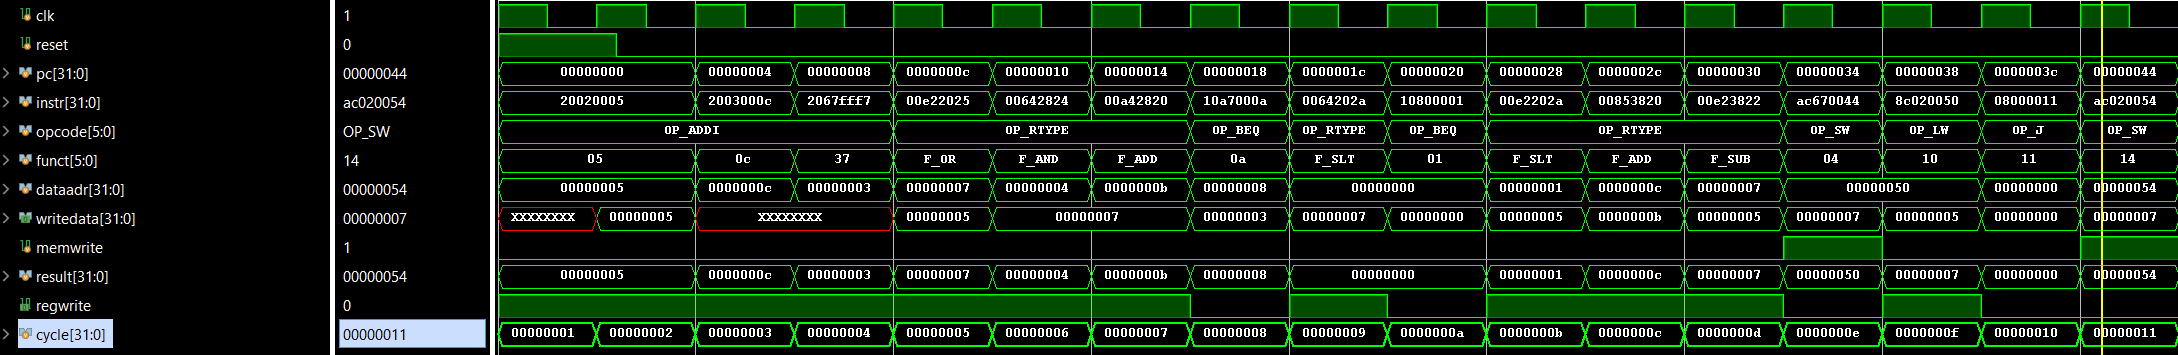 clk 1
reset 0
pc[31:0] 00000044 00000000 00000004 00000008 0000000c 00000010 00000014 00000018 0000001c 00000020 00000028 0000002c 00000030 00000034 00000038 0000003c 00000044
instr[31:0] ac020054 20020005 2003000c 2067fff7 00e22025 00642824 00a42820 10a7000a 0064202a 10800001 00e2202a 00853820 00e23822 ac670044 8c020050 08000011 ac020054
opcode[5:0] OP_SW OP_ADDI OP_RTYPE OP_BEQ OP_RTYPE OP_BEQ OP_RTYPE OP_SW OP_LW OP_J OP_SW
funct[5:0] 14 05 0c 37 F_OR F_AND F_ADD 0a F_SLT 01 F_SLT F_ADD F_SUB 04 10 11 14
dataadr[31:0] 00000054 00000005 0000000c 00000003 00000007 00000004 0000000b 00000008 00000000 00000001 0000000c 00000007 00000050 00000000 00000054
writedata[31:0] 00000007 XXXXXXXX 00000005 XXXXXXXX 00000005 00000007 00000003 00000007 00000000 00000005 0000000b 00000005 00000007 00000005 00000000 00000007
memwrite 1
result[31:0] 00000054 00000005 0000000c 00000003 00000007 00000004 0000000b 00000008 00000000 00000001 0000000c 00000007 00000050 00000007 00000000 00000054
regwrite 0
cycle[31:0] 00000011 00000001 00000002 00000003 00000004 00000005 00000006 00000007 00000008 00000009 0000000a 0000000b 0000000c 0000000d 0000000e 0000000f 00000010 00000011